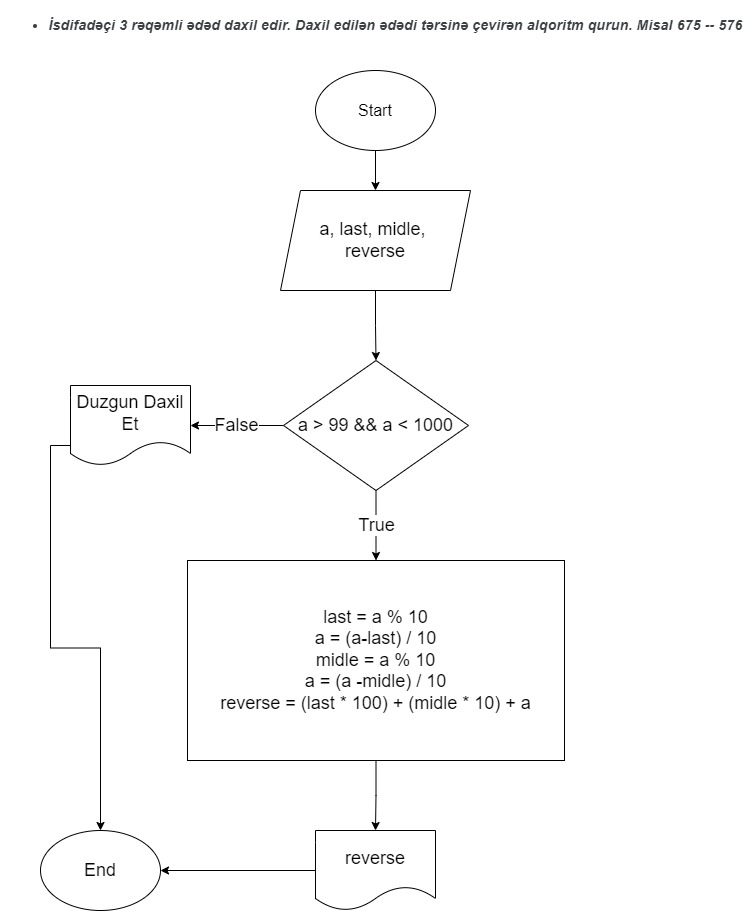 • İsdifadəçi 3 rəqəmli ədəd daxil edir. Daxil edilən ədədi tərsinə çevirən alqoritm qurun. Misal 675 -- 576
Start
a, last, midle,
reverse
Duzgun Daxil
Et
False
a > 99 && a < 1000
True
last = a % 10
a = (a-last) / 10
midle = a % 10
a = (a -midle) / 10
reverse = (last * 100) + (midle * 10) + a
reverse
End